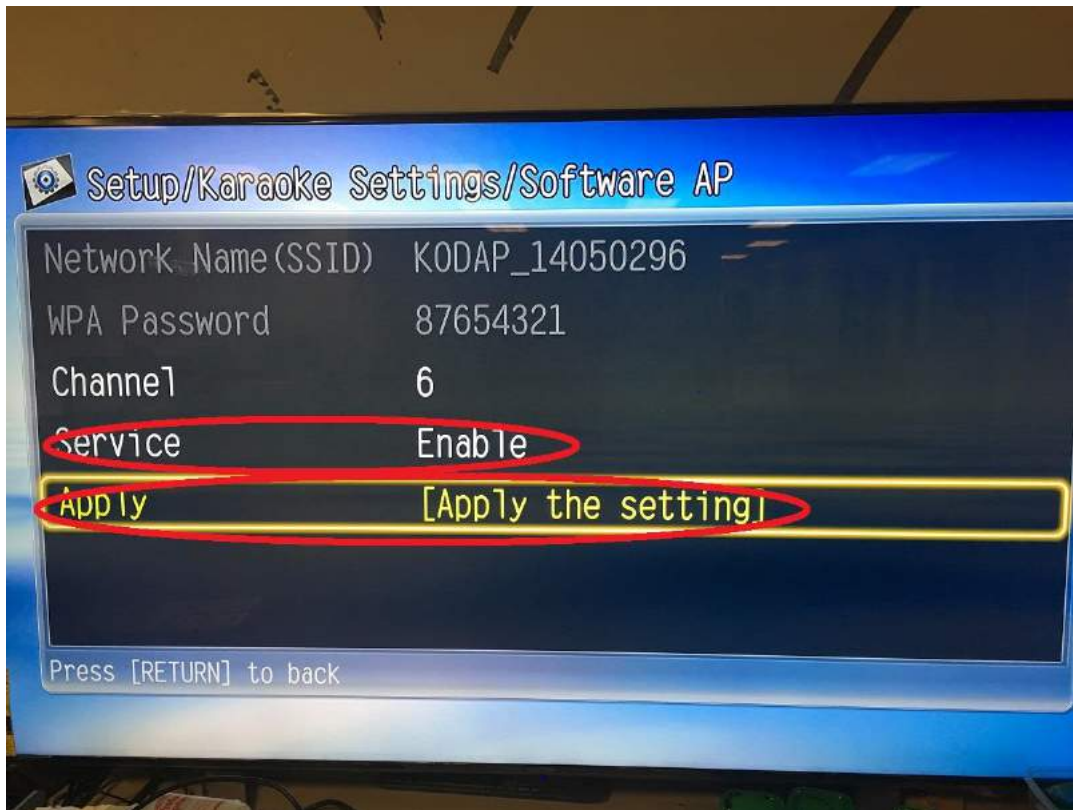 Setup/Karaoke Settings/Software AP
Network Name(SSID) KODAP_14050296
WPA Password 87654321
Channel 6
Service Enable
Apply [Apply the setting]
Press [RETURN] to back